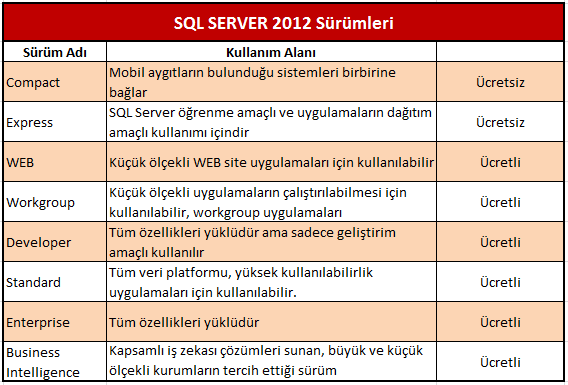 SQL SERVER 2012 Sürümleri
Sürüm Adı Kullanım Alanı
Compact Mobil aygıtların bulunduğu sistemleri birbirine bağlar Ücretsiz
Express SQL Server öğrenme amaçlı ve uygulamaların dağıtım amaçlı kullanımı içindir Ücretsiz
WEB Küçük ölçekli WEB site uygulamaları için kullanılabilir Ücretli
Workgroup Küçük ölçekli uygulamaların çalıştırılabilmesi için kullanılabilir, workgroup uygulamaları Ücretli
Developer Tüm özellikleri yüklüdür ama sadece geliştirim amaçlı kullanılır Ücretli
Standard Tüm veri platformu, yüksek kullanılabilirlik uygulamaları için kullanılabilir. Ücretli
Enterprise Tüm özellikleri yüklüdür Ücretli
Business Intelligence Kapsamlı iş zekası çözümleri sunan, büyük ve küçük ölçekli kurumların tercih ettiği sürüm Ücretli